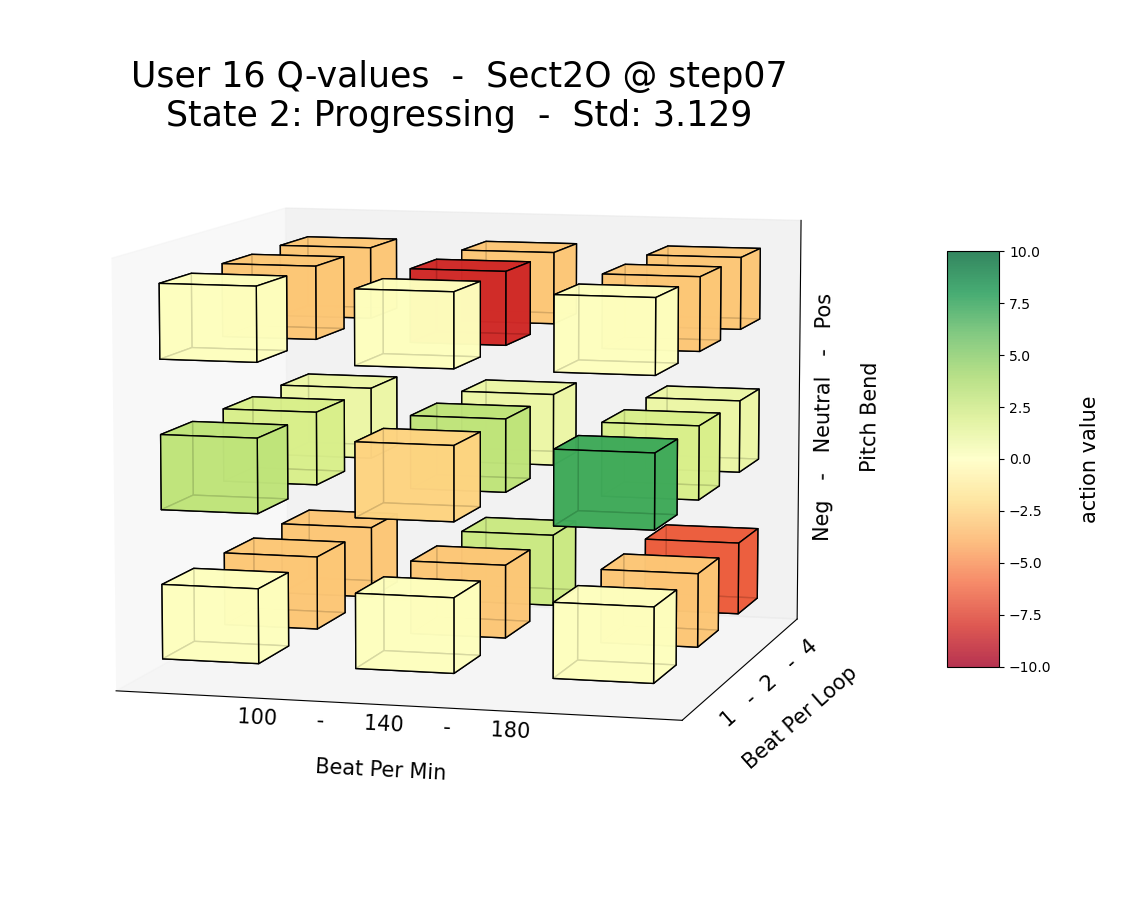 User 16 Q-values - Sect2O @ step07
State 2: Progressing - Std: 3.129
Neg - Neutral - Pos
Pitch Bend
100 - 140 - 180
Beat Per Min
1 - 2 - 4
Beat Per Loop
10.0
7.5
5.0
2.5
0.0
−2.5
−5.0
−7.5
−10.0
action value